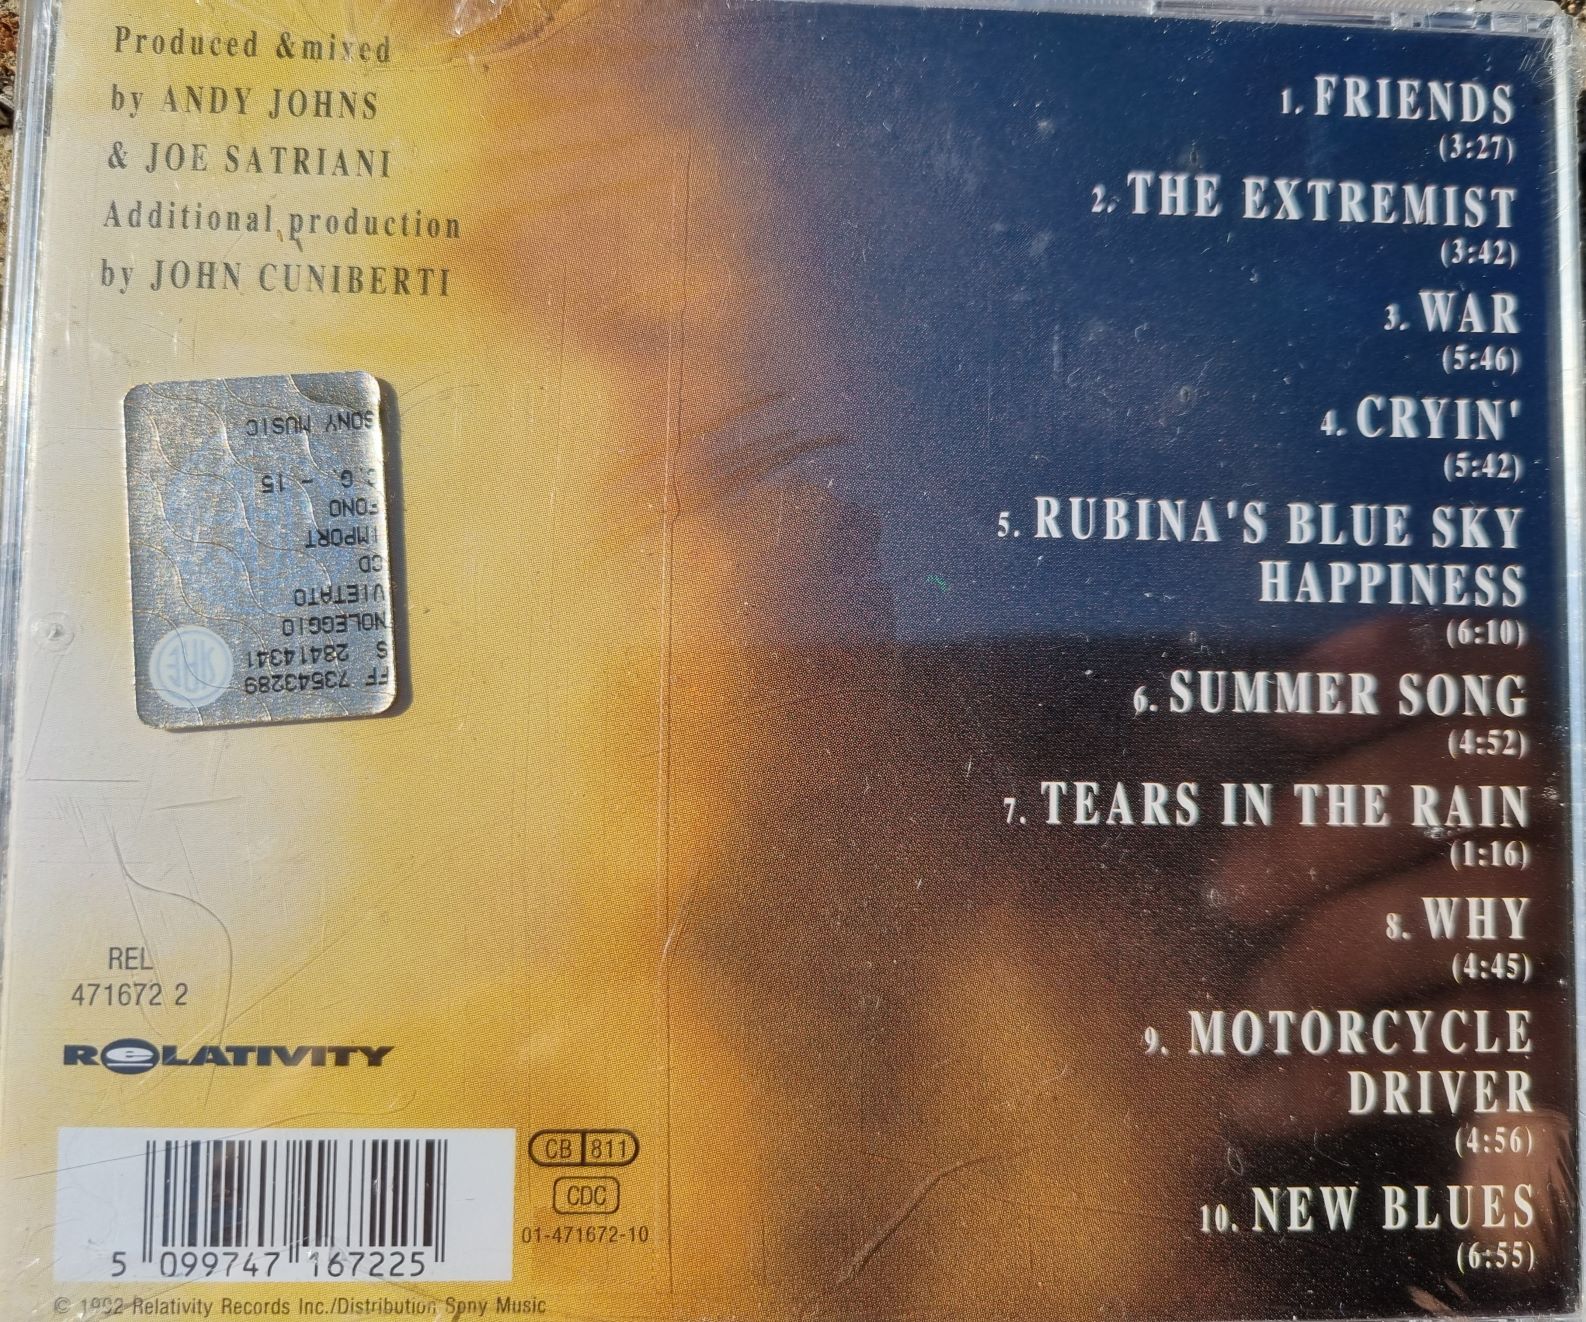 Produced &mixed
by ANDY JOHNS
& JOE SATRIANI
Additional production
by JOHN CUNIBERTI
1. FRIENDS
(3:27)
2. THE EXTREMIST
(3:42)
3. WAR
(5:46)
4. CRYIN'
(5:42)
5. RUBINA'S BLUE SKY
HAPPINESS
(6:10)
6. SUMMER SONG
(4:52)
7. TEARS IN THE RAIN
(1:16)
8. WHY
(4:45)
9. MOTORCYCLE
DRIVER
(4:56)
10. NEW BLUES
(6:55)
FF 73543289
S 28414341
NOLEGGIO
VIETATO
CD
IMPORT
FONO
.G. - 15
SONY MUSIC
REL
471672 2
RELATIVITY
5 099747 167225
CB 811
CDC
01-471672-10
© 1992 Relativity Records Inc./Distribution Sony Music